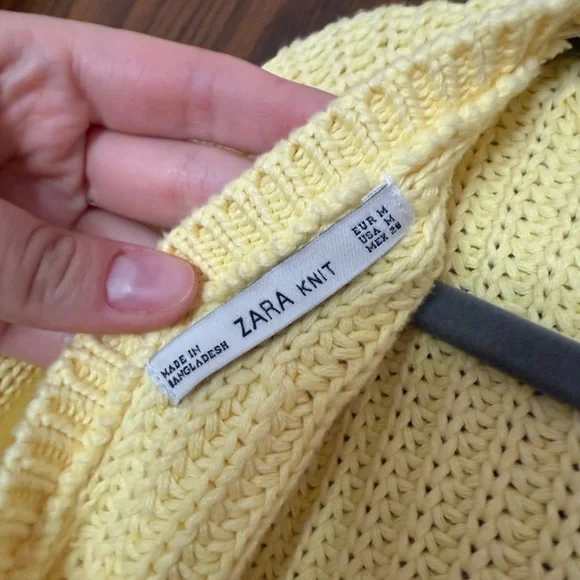 MADE IN
BANGLADESH
ZARA KNIT
EUR M
USA M
MEX 28